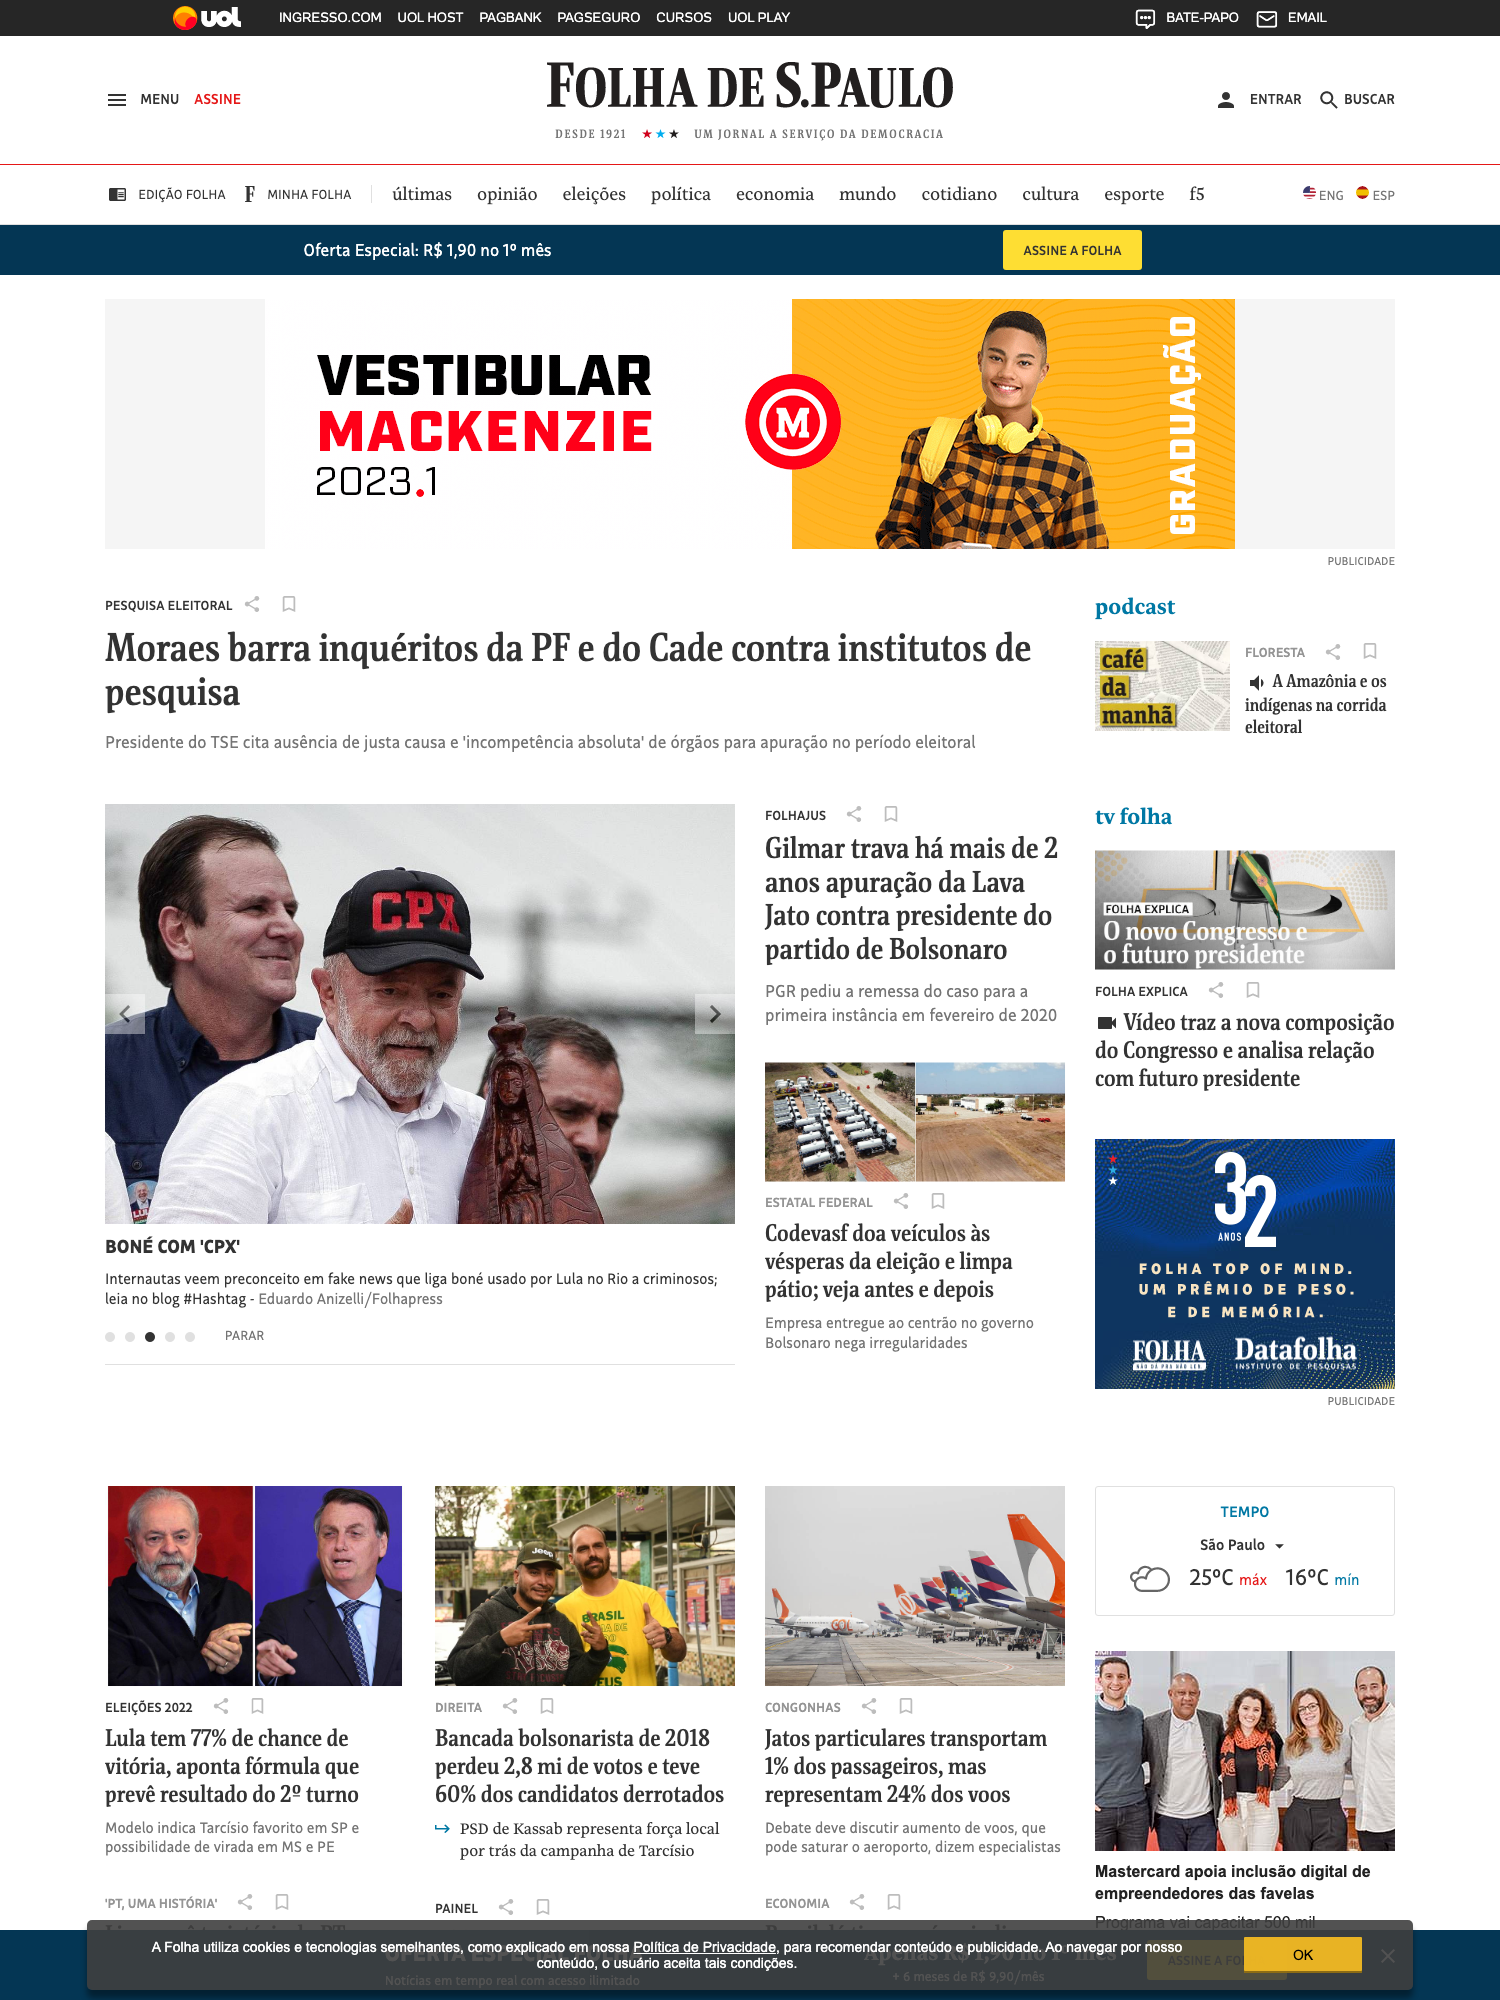 uol INGRESSO.COM UOL HOST PAGBANK PAGSEGURO CURSOS UOL PLAY BATE-PAPO EMAIL
MENU ASSINE
FOLHA DE S.PAULO
DESDE 1921 ★★★ UM JORNAL A SERVIÇO DA DEMOCRACIA
ENTRAR BUSCAR
EDIÇÃO FOLHA F MINHA FOLHA últimas opinião eleições política economia mundo cotidiano cultura esporte f5 ENG ESP
Oferta Especial: R$ 1,90 no 1º mês ASSINE A FOLHA
VESTIBULAR
MACKENZIE
2023.1
M
GRADUAÇÃO
PUBLICIDADE
PESQUISA ELEITORAL
Moraes barra inquéritos da PF e do Cade contra institutos de
pesquisa
Presidente do TSE cita ausência de justa causa e 'incompetência absoluta' de órgãos para apuração no período eleitoral
podcast
café
da
manhã
FLORESTA
A Amazônia e os
indígenas na corrida
eleitoral
CPX
LULA
BONÉ COM 'CPX'
Internautas veem preconceito em fake news que liga boné usado por Lula no Rio a criminosos;
leia no blog #Hashtag - Eduardo Anizelli/Folhapress
PARAR
FOLHAJUS
Gilmar trava há mais de 2
anos apuração da Lava
Jato contra presidente do
partido de Bolsonaro
PGR pediu a remessa do caso para a
primeira instância em fevereiro de 2020
ESTATAL FEDERAL
Codevasf doa veículos às
vésperas da eleição e limpa
pátio; veja antes e depois
Empresa entregue ao centrão no governo
Bolsonaro nega irregularidades
tv folha
FOLHA EXPLICA
O novo Congresso e
o futuro presidente
FOLHA EXPLICA
Vídeo traz a nova composição
do Congresso e analisa relação
com futuro presidente
32
ANOS
FOLHA TOP OF MIND.
UM PRÊMIO DE PESO.
E DE MEMÓRIA.
FOLHA Datafolha
NÃO DÁ PRA NÃO LER. INSTITUTO DE PESQUISAS
PUBLICIDADE
ELEIÇÕES 2022
Lula tem 77% de chance de
vitória, aponta fórmula que
prevê resultado do 2º turno
Modelo indica Tarcísio favorito em SP e
possibilidade de virada em MS e PE
Jeep
BRASIL
DIREITA
Bancada bolsonarista de 2018
perdeu 2,8 mi de votos e teve
60% dos candidatos derrotados
PSD de Kassab representa força local
por trás da campanha de Tarcísio
GOL
CONGONHAS
Jatos particulares transportam
1% dos passageiros, mas
representam 24% dos voos
Debate deve discutir aumento de voos, que
pode saturar o aeroporto, dizem especialistas
TEMPO
São Paulo
25ºC máx 16ºC mín
Mastercard apoia inclusão digital de
empreendedores das favelas
Programa vai capacitar 500 mil
'PT, UMA HISTÓRIA'
PAINEL
ECONOMIA
A Folha utiliza cookies e tecnologias semelhantes, como explicado em nossa Política de Privacidade, para recomendar conteúdo e publicidade. Ao navegar por nosso
conteúdo, o usuário aceita tais condições.
OK
Notícias em tempo real com acesso ilimitado
+ 6 meses de R$ 9,90/mês